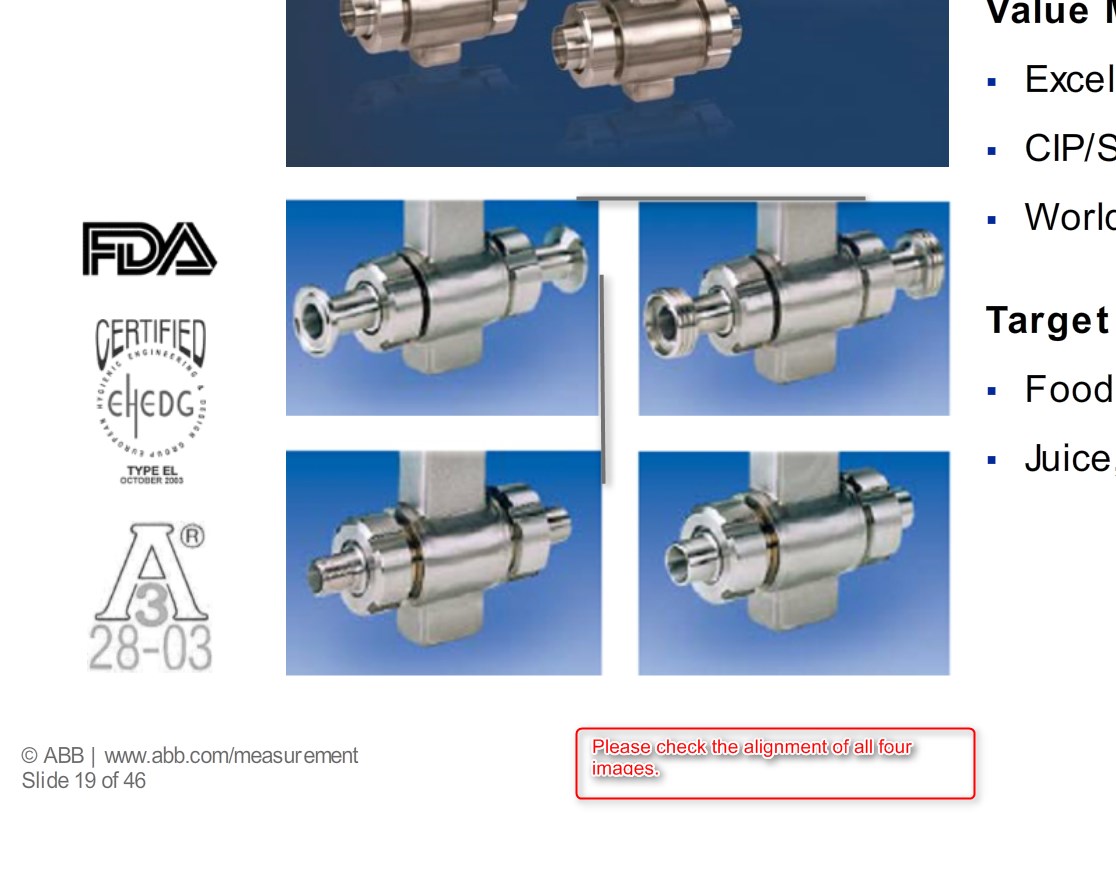 Value
Excel
CIP/S
World
FDA
CERTIFIED
HYGIENIC ENGINEERING & DESIGN GROUP EUROPEAN
EHEDG
TYPE EL
OCTOBER 2003
Target
Food
Juice,
A®
3
28-03
© ABB | www.abb.com/measurement
Slide 19 of 46
Please check the alignment of all four
images.